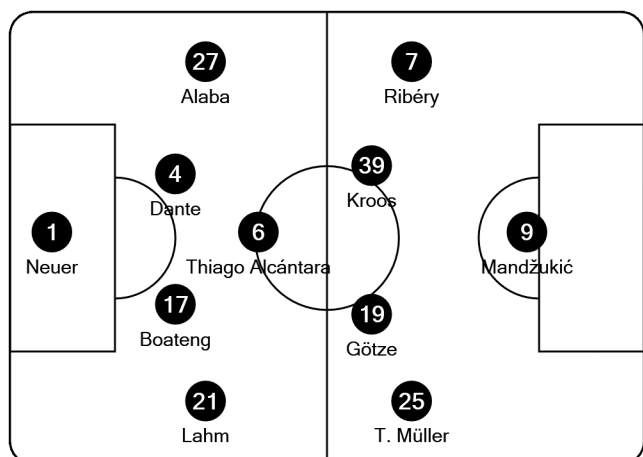 27
Alaba
7
Ribéry
4
Dante
39
Kroos
1
Neuer
6
Thiago Alcántara
9
Mandžukić
17
Boateng
19
Götze
21
Lahm
25
T. Müller